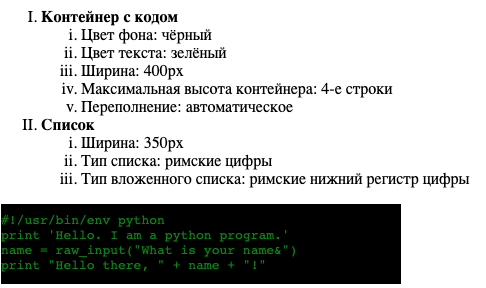 I. Контейнер с кодом
i. Цвет фона: чёрный
ii. Цвет текста: зелёный
iii. Ширина: 400px
iv. Максимальная высота контейнера: 4-е строки
v. Переполнение: автоматическое
II. Список
i. Ширина: 350px
ii. Тип списка: римские цифры
iii. Тип вложенного списка: римские нижний регистр цифры
#!/usr/bin/env python
print 'Hello. I am a python program.'
name = raw_input("What is your name&")
print "Hello there, " + name + "!"